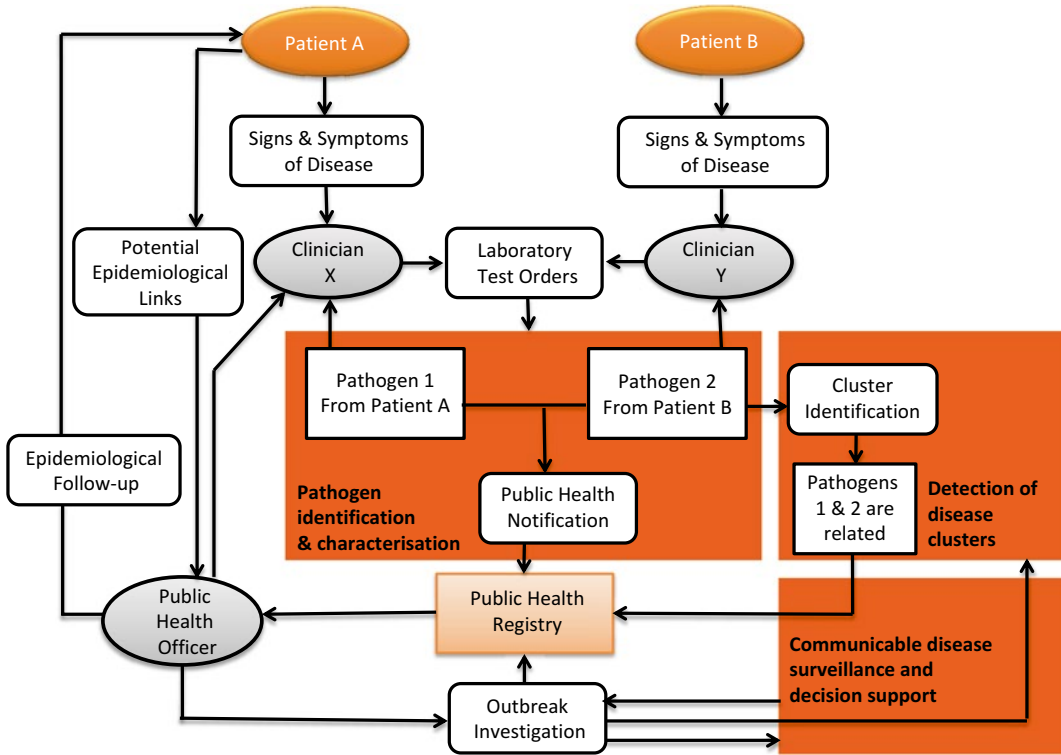 Patient A
Patient B
Signs & Symptoms
of Disease
Signs & Symptoms
of Disease
Potential
Epidemiological
Links
Clinician
X
Laboratory
Test Orders
Clinician
Y
Pathogen 1
From Patient A
Pathogen 2
From Patient B
Cluster
Identification
Epidemiological
Follow-up
Pathogen
identification
& characterisation
Public Health
Notification
Pathogens
1 & 2 are
related
Detection of
disease
clusters
Public
Health
Officer
Public Health
Registry
Communicable disease
surveillance and
decision support
Outbreak
Investigation